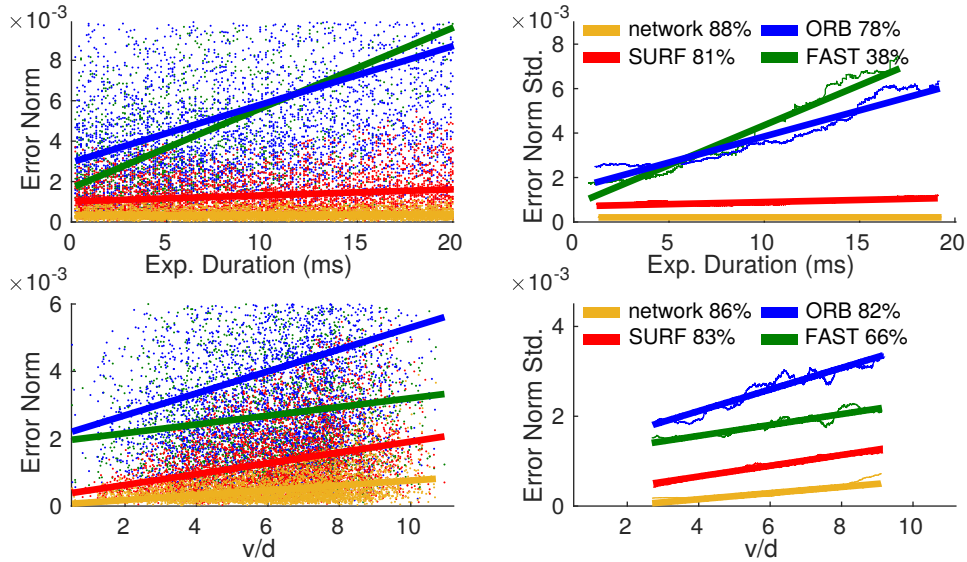 ×10⁻³
8
6
4
2
0
Error Norm
0 5 10 15 20
Exp. Duration (ms)
×10⁻³
8
6
4
2
0
Error Norm Std.
network 88% ORB 78%
SURF 81% FAST 38%
0 5 10 15 20
Exp. Duration (ms)
×10⁻³
6
4
2
0
Error Norm
2 4 6 8 10
v/d
×10⁻³
4
2
0
Error Norm Std.
network 86% ORB 82%
SURF 83% FAST 66%
2 4 6 8 10
v/d